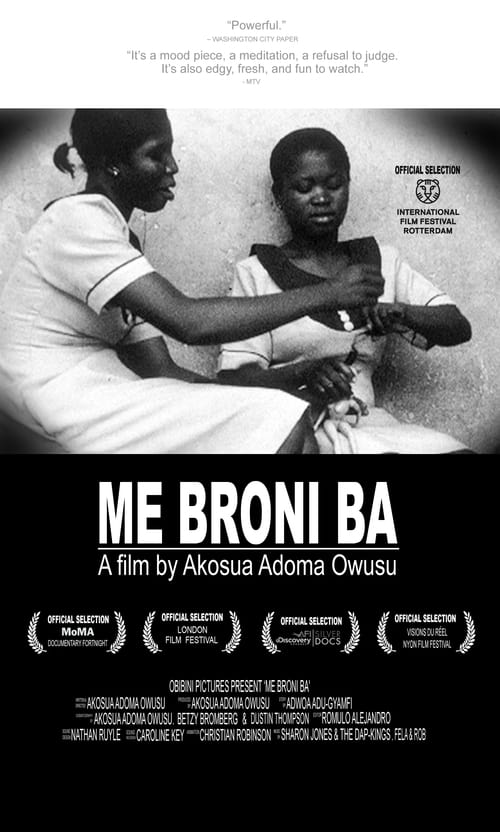 “Powerful.”
– WASHINGTON CITY PAPER
“It’s a mood piece, a meditation, a refusal to judge.
It’s also edgy, fresh, and fun to watch.”
- MTV
OFFICIAL SELECTION
INTERNATIONAL
FILM FESTIVAL
ROTTERDAM
ME BRONI BA
A film by Akosua Adoma Owusu
OFFICIAL SELECTION
MoMA
DOCUMENTARY FORTNIGHT
OFFICIAL SELECTION
LONDON
FILM FESTIVAL
OFFICIAL SELECTION
AFI
Discovery
SILVER
DOCS
OFFICIAL SELECTION
VISIONS DU RÉEL
NYON FILM FESTIVAL
OBIBINI PICTURES PRESENT ‘ME BRONI BA’
AKOSUA ADOMA OWUSU AKOSUA ADOMA OWUSU ADWOA ADU-GYAMFI
AKOSUA ADOMA OWUSU, BETZY BROMBERG & DUSTIN THOMPSON EDITOR ROMULO ALEJANDRO
NATHAN RUYLE CAROLINE KEY CHRISTIAN ROBINSON SHARON JONES & THE DAP-KINGS, FELA & ROB